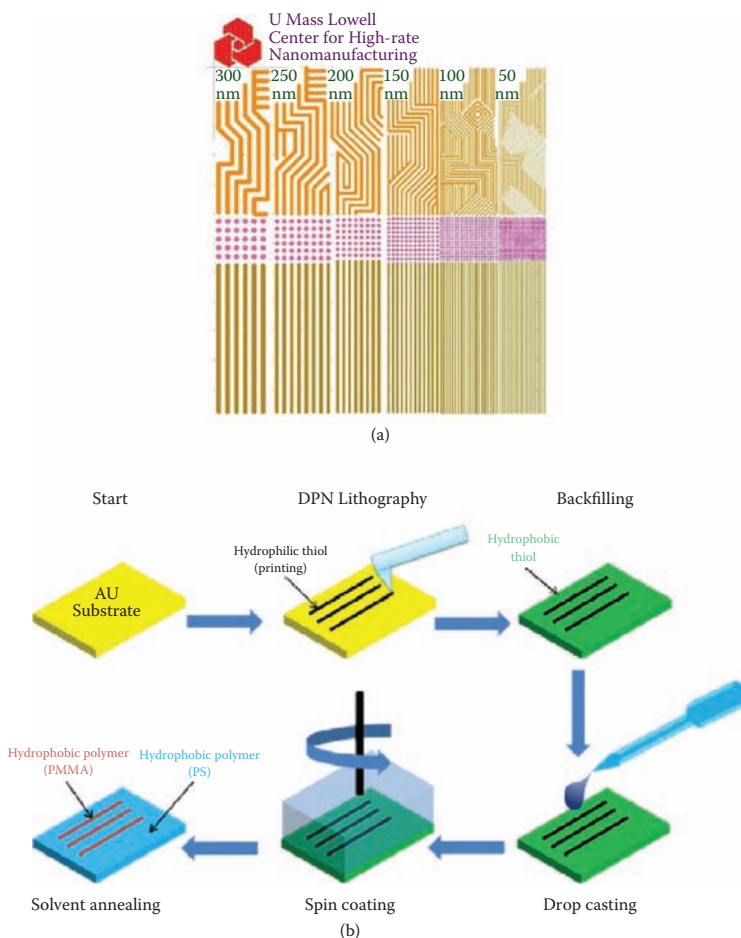 U Mass Lowell
Center for High-rate
Nanomanufacturing
300 250 200 150 100 50
nm nm nm nm nm nm
(a)
Start DPN Lithography Backfilling
Hydrophilic thiol
(printing)
Hydrophobic
thiol
AU
Substrate
Hydrophobic polymer
(PMMA)
Hydrophobic polymer
(PS)
Solvent annealing Spin coating Drop casting
(b)